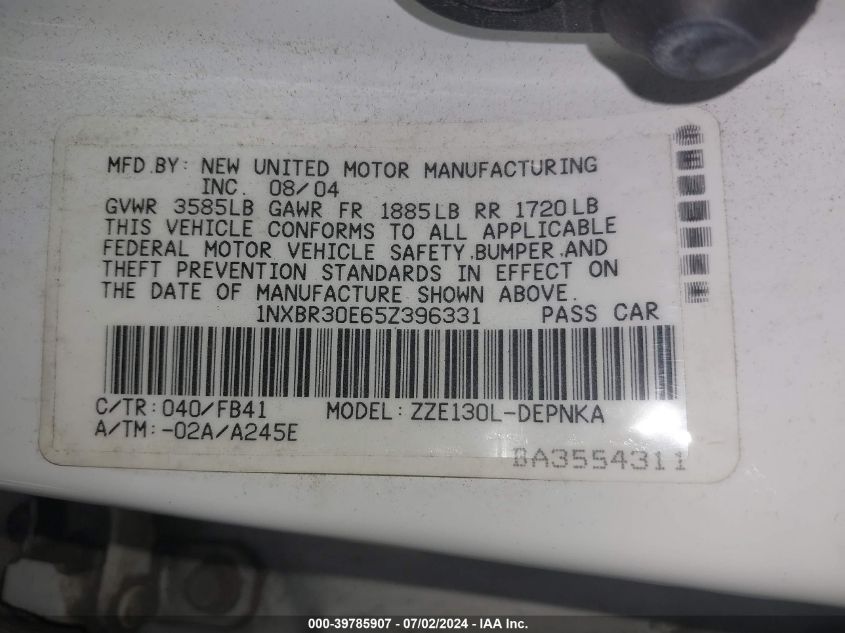 MFD.BY: NEW UNITED MOTOR MANUFACTURING
INC. 08/04
GVWR 3585LB GAWR FR 1885LB RR 1720LB
THIS VEHICLE CONFORMS TO ALL APPLICABLE
FEDERAL MOTOR VEHICLE SAFETY,BUMPER,AND
THEFT PREVENTION STANDARDS IN EFFECT ON
THE DATE OF MANUFACTURE SHOWN ABOVE.
1NXBR30E65Z396331 PASS CAR
C/TR:040/FB41 MODEL:ZZE130L-DEPNKA
A/TM:-02A/A245E
BA3554311
000-39785907 / 07/02/2024 - IAA Inc.